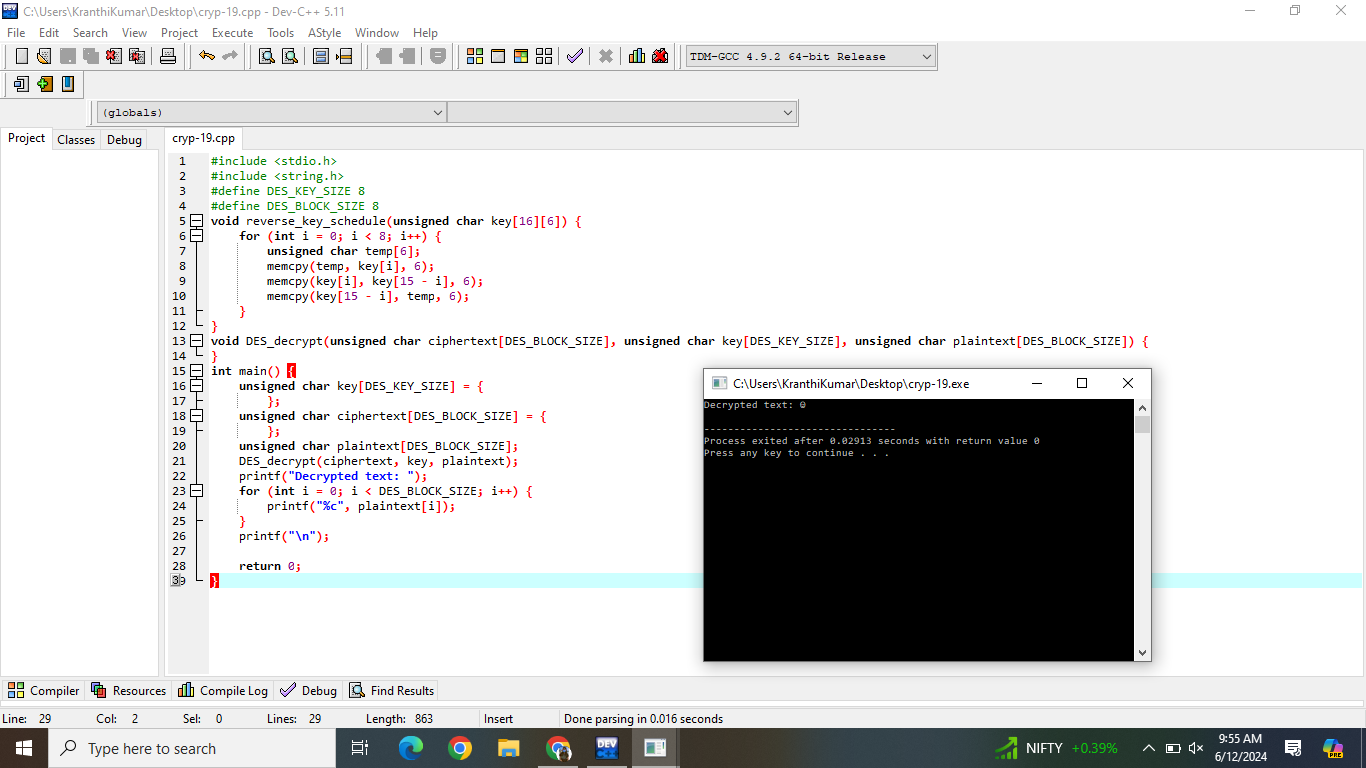 C:\Users\KranthiKumar\Desktop\cryp-19.cpp - Dev-C++ 5.11
File Edit Search View Project Execute Tools AStyle Window Help
TDM-GCC 4.9.2 64-bit Release
(globals)
Project Classes Debug
cryp-19.cpp
1 #include <stdio.h>
2 #include <string.h>
3 #define DES_KEY_SIZE 8
4 #define DES_BLOCK_SIZE 8
5 void reverse_key_schedule(unsigned char key[16][6]) {
6 for (int i = 0; i < 8; i++) {
7 unsigned char temp[6];
8 memcpy(temp, key[i], 6);
9 memcpy(key[i], key[15 - i], 6);
10 memcpy(key[15 - i], temp, 6);
11 }
12 }
13 void DES_decrypt(unsigned char ciphertext[DES_BLOCK_SIZE], unsigned char key[DES_KEY_SIZE], unsigned char plaintext[DES_BLOCK_SIZE]) {
14 }
15 int main() {
16 unsigned char key[DES_KEY_SIZE] = {
17 };
18 unsigned char ciphertext[DES_BLOCK_SIZE] = {
19 };
20 unsigned char plaintext[DES_BLOCK_SIZE];
21 DES_decrypt(ciphertext, key, plaintext);
22 printf("Decrypted text: ");
23 for (int i = 0; i < DES_BLOCK_SIZE; i++) {
24 printf("%c", plaintext[i]);
25 }
26 printf("\n");
27
28 return 0;
39 }
C:\Users\KranthiKumar\Desktop\cryp-19.exe
Decrypted text:
--------------------------------
Process exited after 0.02913 seconds with return value 0
Press any key to continue . . .
Compiler Resources Compile Log Debug Find Results
Line: 29 Col: 2 Sel: 0 Lines: 29 Length: 863 Insert Done parsing in 0.016 seconds
Type here to search
DEV
NIFTY +0.39%
9:55 AM
6/12/2024
PRE